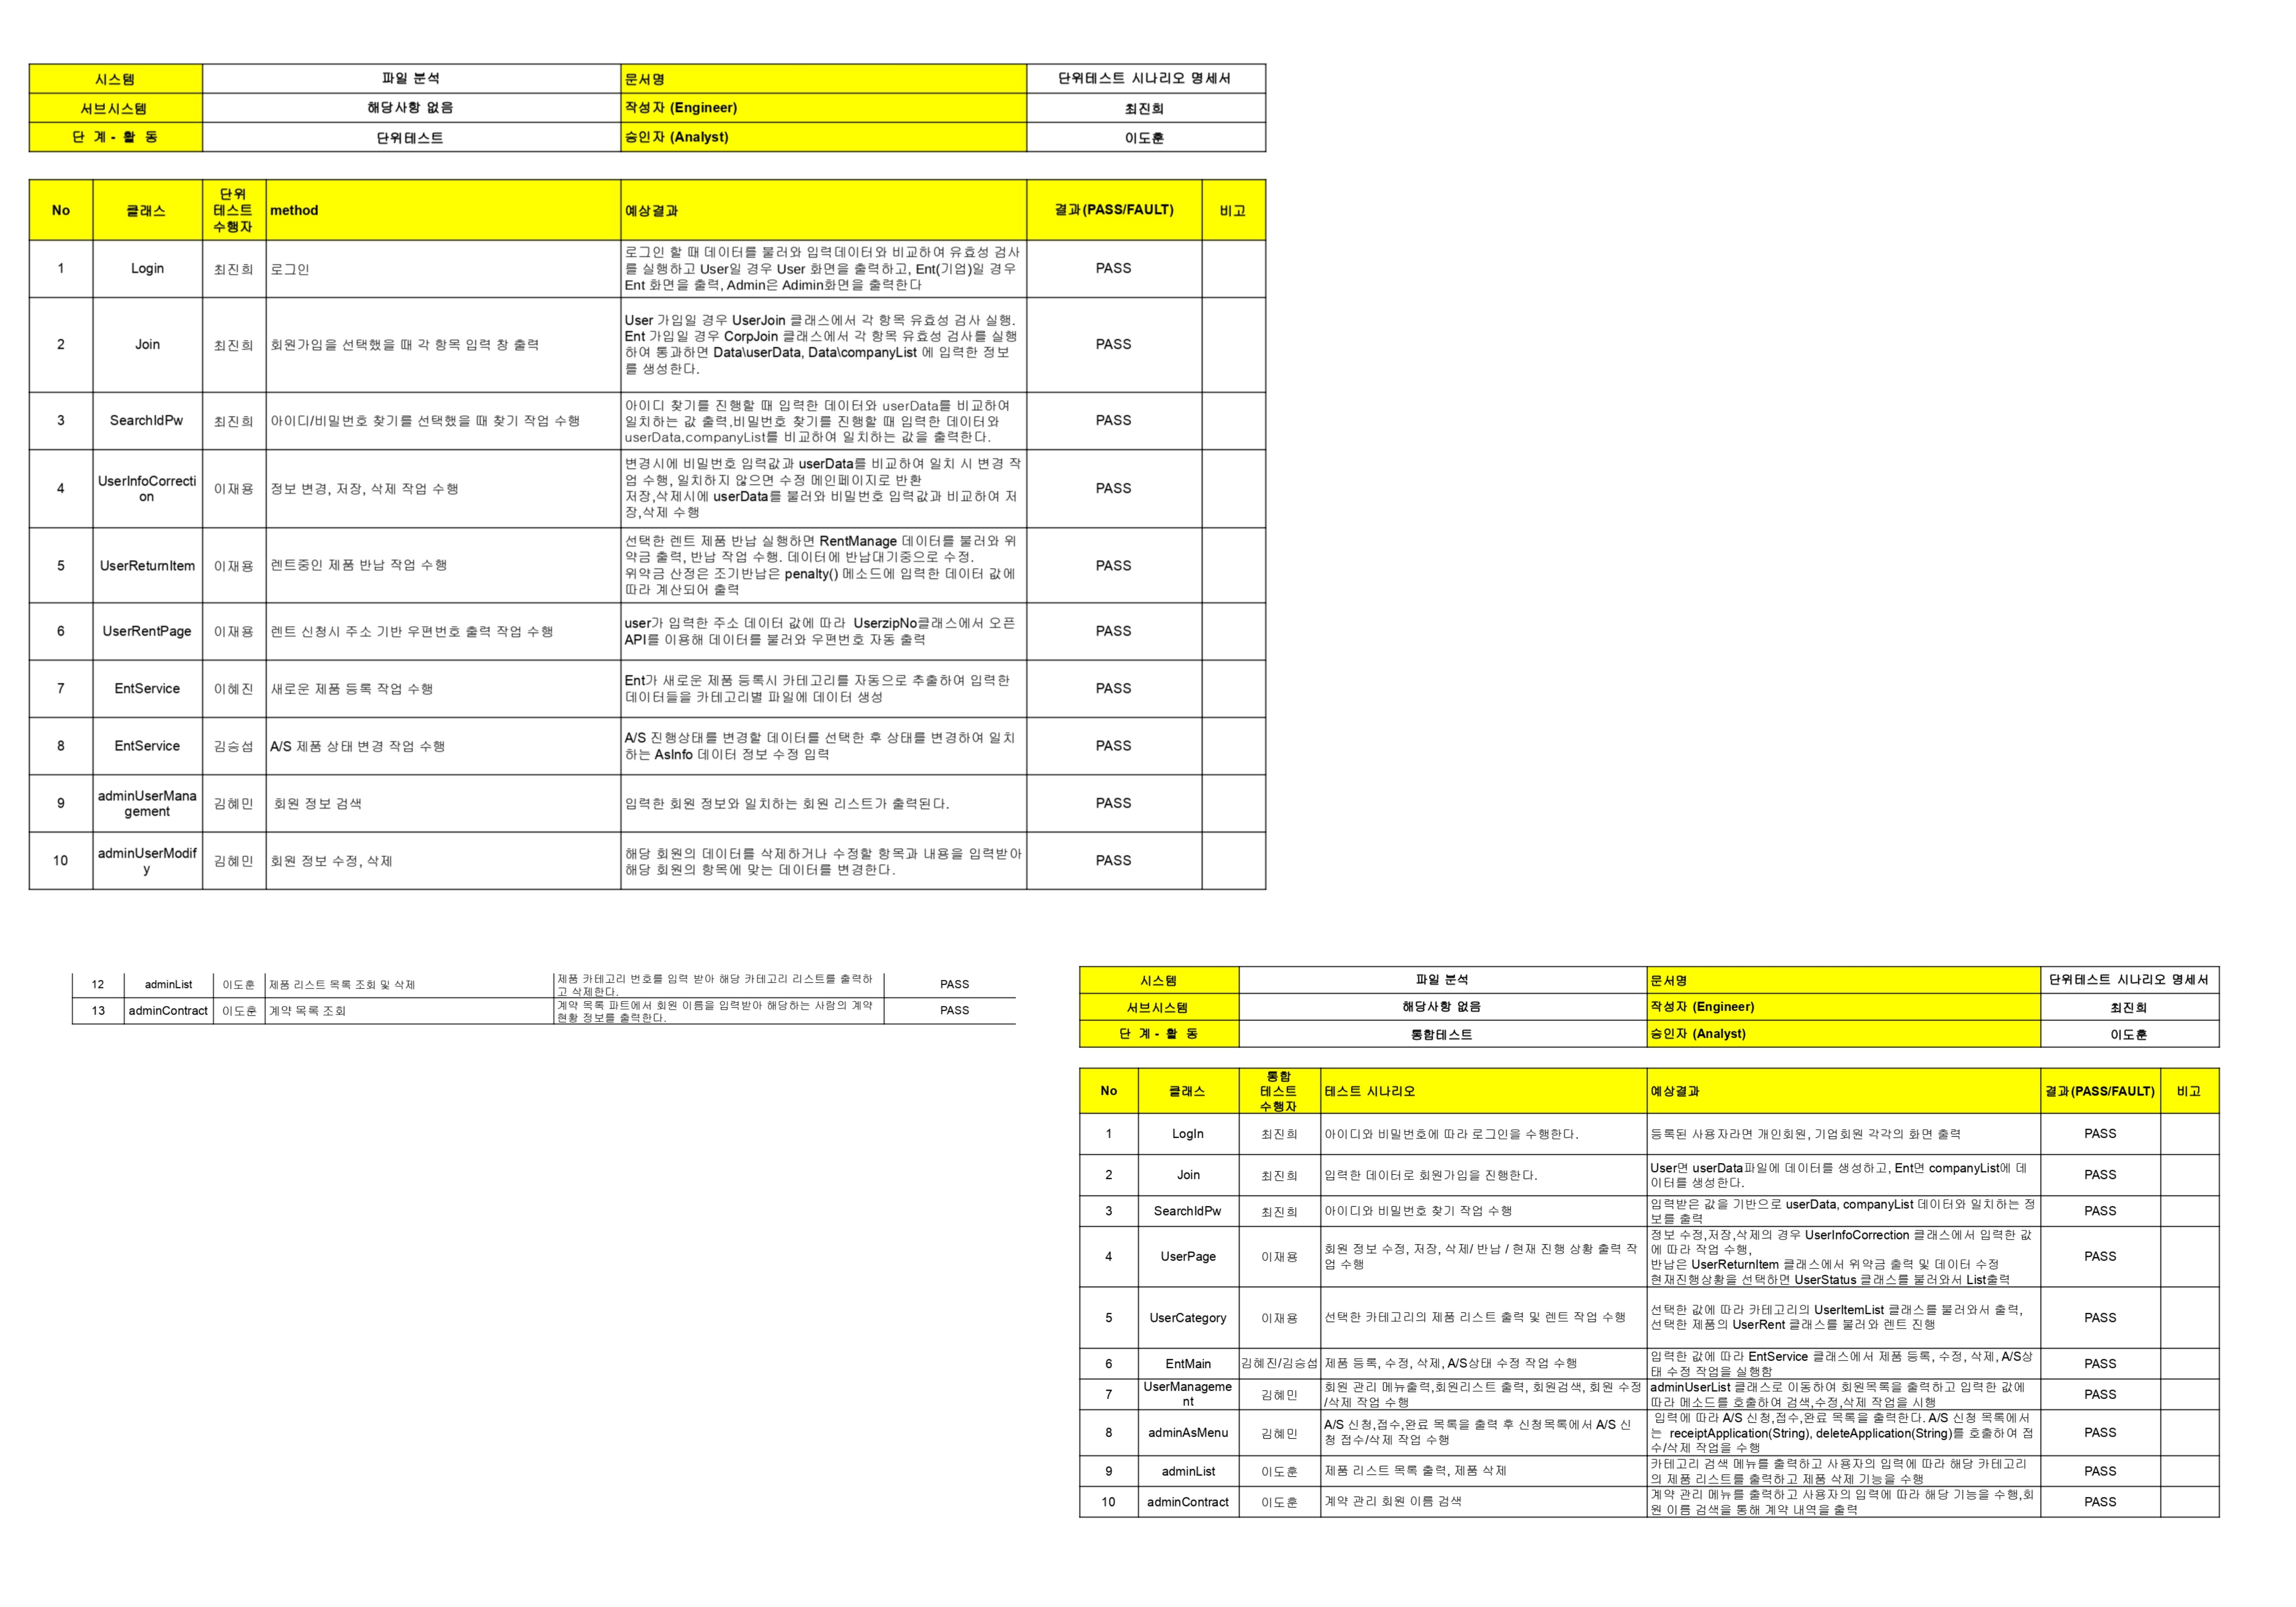 시스템 파일 분석 문서명 단위테스트 시나리오 명세서
서브시스템 해당사항 없음 작성자 (Engineer) 최진희
단 계 - 활 동 단위테스트 승인자 (Analyst) 이도훈
No 클래스 단위 테스트 수행자 method 예상결과 결과(PASS/FAULT) 비고
1 Login 최진희 로그인
로그인 할 때 데이터를 불러와 입력데이터와 비교하여 유효성 검사
를 실행하고 User일 경우 User 화면을 출력하고, Ent(기업)일 경우
Ent 화면을 출력, Admin은 Adimin화면을 출력한다
PASS
2 Join 최진희 회원가입을 선택했을 때 각 항목 입력 창 출력
User 가입일 경우 UserJoin 클래스에서 각 항목 유효성 검사 실행.
Ent 가입일 경우 CorpJoin 클래스에서 각 항목 유효성 검사를 실행
하여 통과하면 Data\userData, Data\companyList 에 입력한 정보
를 생성한다.
PASS
3 SearchIdPw 최진희 아이디/비밀번호 찾기를 선택했을 때 찾기 작업 수행
아이디 찾기를 진행할 때 입력한 데이터와 userData를 비교하여
일치하는 값 출력,비밀번호 찾기를 진행할 때 입력한 데이터와
userData,companyList를 비교하여 일치하는 값을 출력한다.
PASS
4 UserInfoCorrecti
on
이재용 정보 변경, 저장, 삭제 작업 수행
변경시에 비밀번호 입력값과 userData를 비교하여 일치 시 변경 작
업 수행, 일치하지 않으면 수정 메인페이지로 반환
저장,삭제시에 userData를 불러와 비밀번호 입력값과 비교하여 저
장,삭제 수행
PASS
5 UserReturnItem 이재용 렌트중인 제품 반납 작업 수행
선택한 렌트 제품 반납 실행하면 RentManage 데이터를 불러와 위
약금 출력, 반납 작업 수행. 데이터에 반납대기중으로 수정.
위약금 산정은 조기반납은 penalty() 메소드에 입력한 데이터 값에
따라 계산되어 출력
PASS
6 UserRentPage 이재용 렌트 신청시 주소 기반 우편번호 출력 작업 수행
user가 입력한 주소 데이터 값에 따라 UserzipNo클래스에서 오픈
API를 이용해 데이터를 불러와 우편번호 자동 출력
PASS
7 EntService 이혜진 새로운 제품 등록 작업 수행
Ent가 새로운 제품 등록시 카테고리를 자동으로 추출하여 입력한
데이터들을 카테고리별 파일에 데이터 생성
PASS
8 EntService 김승섭 A/S 제품 상태 변경 작업 수행
A/S 진행상태를 변경할 데이터를 선택한 후 상태를 변경하여 일치
하는 AsInfo 데이터 정보 수정 입력
PASS
9 adminUserMana
gement
김혜민 회원 정보 검색
입력한 회원 정보와 일치하는 회원 리스트가 출력된다.
PASS
10 adminUserModif
y
김혜민 회원 정보 수정, 삭제
해당 회원의 데이터를 삭제하거나 수정할 항목과 내용을 입력받아
해당 회원의 항목에 맞는 데이터를 변경한다.
PASS
12 adminList 이도훈 제품 리스트 목록 조회 및 삭제
제품 카테고리 번호를 입력 받아 해당 카테고리 리스트를 출력하
고 삭제한다.
PASS
13 adminContract 이도훈 계약 목록 조회
계약 목록 파트에서 회원 이름을 입력받아 해당하는 사람의 계약
현황 정보를 출력한다.
PASS
시스템 파일 분석 문서명 단위테스트 시나리오 명세서
서브시스템 해당사항 없음 작성자 (Engineer) 최진희
단 계 - 활 동 통합테스트 승인자 (Analyst) 이도훈
No 클래스 통합 테스트 수행자 테스트 시나리오 예상결과 결과(PASS/FAULT) 비고
1 LogIn 최진희 아이디와 비밀번호에 따라 로그인을 수행한다.
등록된 사용자라면 개인회원, 기업회원 각각의 화면 출력
PASS
2 Join 최진희 입력한 데이터로 회원가입을 진행한다.
User면 userData파일에 데이터를 생성하고, Ent면 companyList에 데
이터를 생성한다.
PASS
3 SearchIdPw 최진희 아이디와 비밀번호 찾기 작업 수행
입력받은 값을 기반으로 userData, companyList 데이터와 일치하는 정
보를 출력
PASS
4 UserPage 이재용
회원 정보 수정, 저장, 삭제/ 반납 / 현재 진행 상황 출력 작
업 수행
정보 수정,저장,삭제의 경우 UserInfoCorrection 클래스에서 입력한 값
에 따라 작업 수행,
반납은 UserReturnItem 클래스에서 위약금 출력 및 데이터 수정
현재진행상황을 선택하면 UserStatus 클래스를 불러와서 List출력
PASS
5 UserCategory 이재용 선택한 카테고리의 제품 리스트 출력 및 렌트 작업 수행
선택한 값에 따라 카테고리의 UserItemList 클래스를 불러와서 출력,
선택한 제품의 UserRent 클래스를 불러와 렌트 진행
PASS
6 EntMain 김혜진/김승섭 제품 등록, 수정, 삭제, A/S상태 수정 작업 수행
입력한 값에 따라 EntService 클래스에서 제품 등록, 수정, 삭제, A/S상
태 수정 작업을 실행함
PASS
7 UserManageme
nt
김혜민
회원 관리 메뉴출력,회원리스트 출력, 회원검색, 회원 수정
/삭제 작업 수행
adminUserList 클래스로 이동하여 회원목록을 출력하고 입력한 값에
따라 메소드를 호출하여 검색,수정,삭제 작업을 시행
PASS
8 adminAsMenu 김혜민
A/S 신청,접수,완료 목록을 출력 후 신청목록에서 A/S 신
청 접수/삭제 작업 수행
입력에 따라 A/S 신청,접수,완료 목록을 출력한다. A/S 신청 목록에서
는 receiptApplication(String), deleteApplication(String)를 호출하여 접
수/삭제 작업을 수행
PASS
9 adminList 이도훈 제품 리스트 목록 출력, 제품 삭제
카테고리 검색 메뉴를 출력하고 사용자의 입력에 따라 해당 카테고리
의 제품 리스트를 출력하고 제품 삭제 기능을 수행
PASS
10 adminContract 이도훈 계약 관리 회원 이름 검색
계약 관리 메뉴를 출력하고 사용자의 입력에 따라 해당 기능을 수행,회
원 이름 검색을 통해 계약 내역을 출력
PASS